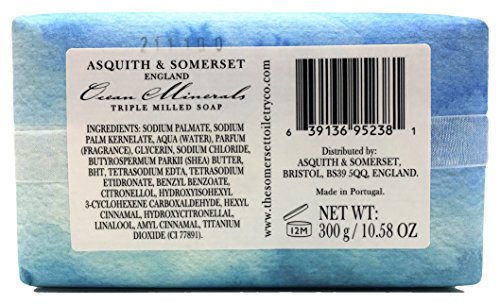 211180
ASQUITH & SOMERSET
ENGLAND
Ocean Minerals
TRIPLE MILLED SOAP
INGREDIENTS: SODIUM PALMATE, SODIUM
PALM KERNELATE, AQUA (WATER), PARFUM
(FRAGRANCE), GLYCERIN, SODIUM CHLORIDE,
BUTYROSPERMUM PARKII (SHEA) BUTTER,
BHT, TETRASODIUM EDTA, TETRASODIUM
ETIDRONATE, BENZYL BENZOATE,
CITRONELLOL, HYDROXYISOHEXYL
3-CYCLOHEXENE CARBOXALDEHYDE, HEXYL
CINNAMAL, HYDROXYCITRONELLAL,
LINALOOL, AMYL CINNAMAL, TITANIUM
DIOXIDE (CI 77891).
www.thesomersettoiletryco.com
6 39136 95238 1
Distributed by:
ASQUITH & SOMERSET,
BRISTOL, BS39 5QQ, ENGLAND.
Made in Portugal.
12M
NET WT:
300 g / 10.58 OZ